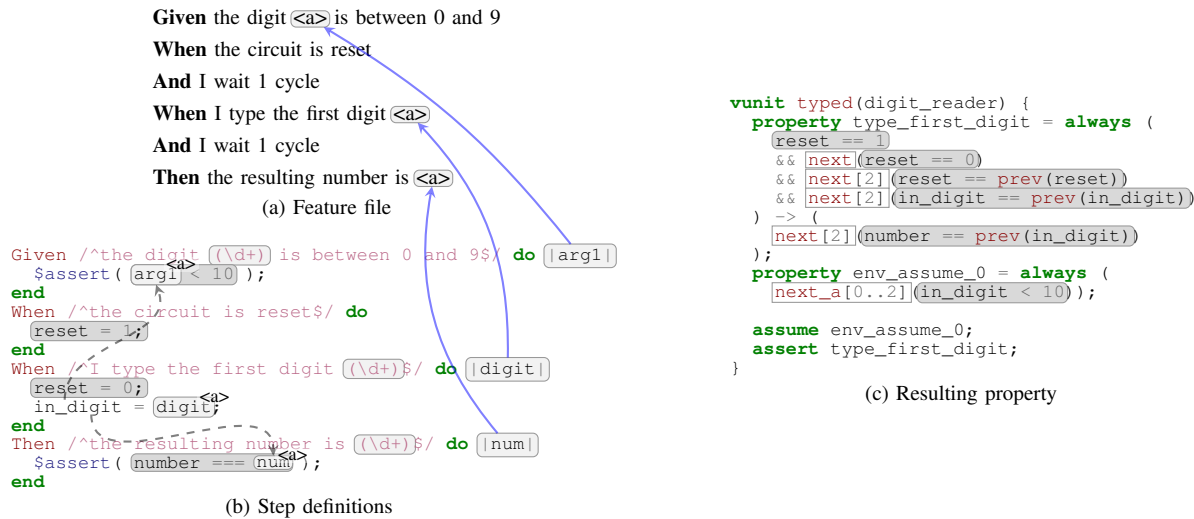 Given the digit <a> is between 0 and 9
When the circuit is reset
And I wait 1 cycle
When I type the first digit <a>
And I wait 1 cycle
Then the resulting number is <a>
(a) Feature file
Given /^the digit (\d+) is between 0 and 9$/ do |arg1|
<a>
$assert( arg1 < 10 );
end
When /^the circuit is reset$/ do
reset = 1;
end
When /^I type the first digit (\d+)$/ do |digit|
reset = 0;
<a>
in_digit = digit;
end
Then /^the resulting number is (\d+)$/ do |num|
<a>
$assert( number === num );
end
(b) Step definitions
vunit typed(digit_reader) {
property type_first_digit = always (
reset == 1
&& next(reset == 0)
&& next[2](reset == prev(reset))
&& next[2](in_digit == prev(in_digit))
) -> (
next[2](number == prev(in_digit))
);
property env_assume_0 = always (
next_a[0..2](in_digit < 10));
assume env_assume_0;
assert type_first_digit;
}
(c) Resulting property